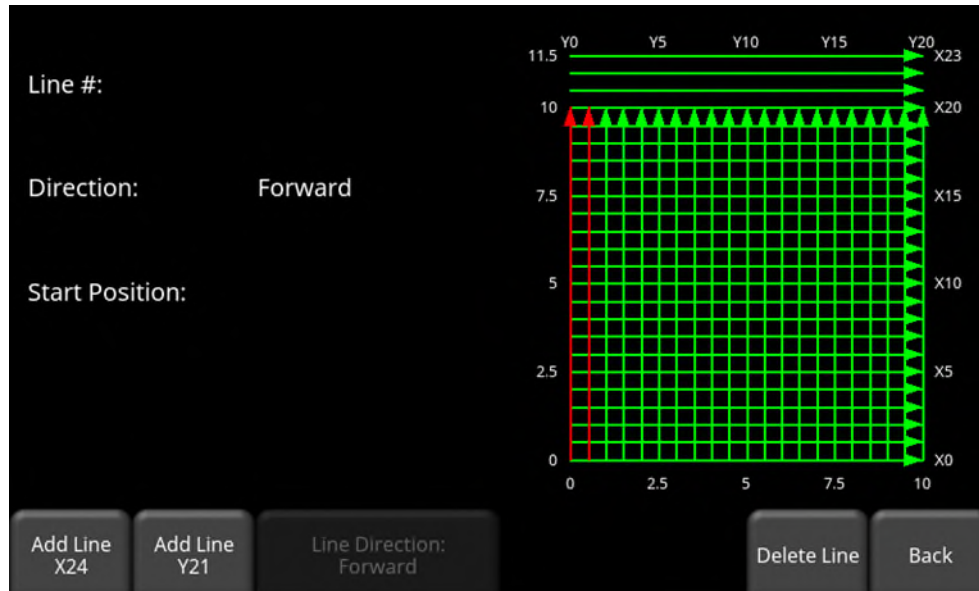 Line #:
Direction: Forward
Start Position:
Y0 Y5 Y10 Y15 Y20
11.5 X23
10 X20
7.5 X15
5 X10
2.5 X5
0 X0
0 2.5 5 7.5 10
Add Line X24
Add Line Y21
Line Direction: Forward
Delete Line
Back